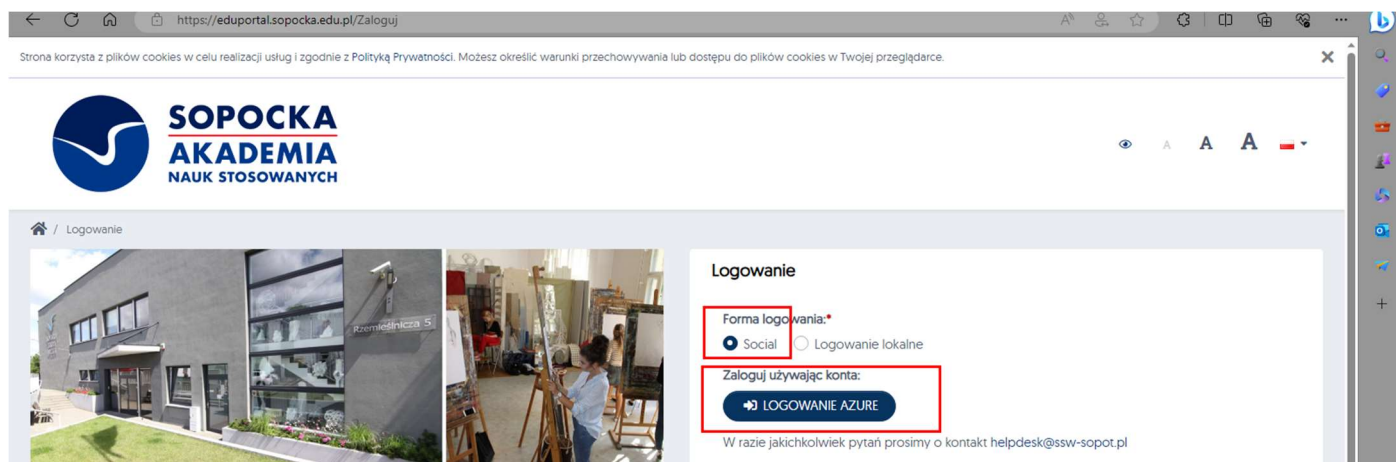 https://eduportal.sopocka.edu.pl/Zaloguj
Strona korzysta z plików cookies w celu realizacji usług i zgodnie z Polityką Prywatności. Możesz określić warunki przechowywania lub dostępu do plików cookies w Twojej przeglądarce.
SOPOCKA
AKADEMIA
NAUK STOSOWANYCH
A A A
/ Logowanie
Rzemieślnicza 5
Logowanie
Forma logowania:*
Social Logowanie lokalne
Zaloguj używając konta:
LOGOWANIE AZURE
W razie jakichkolwiek pytań prosimy o kontakt helpdesk@ssw-sopot.pl